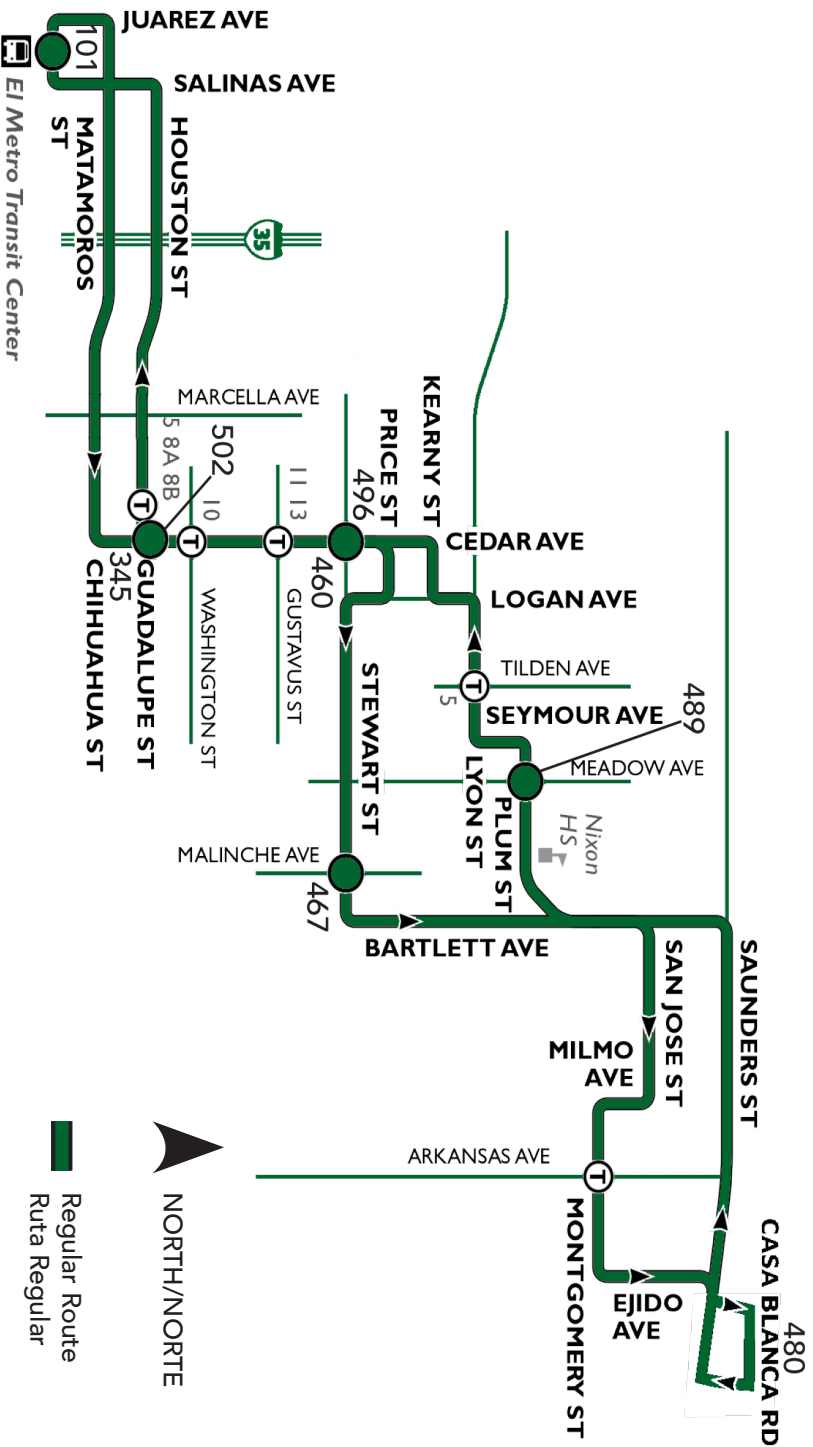 JUAREZ AVE
101
SALINAS AVE
El Metro Transit Center
MATAMOROS
ST
HOUSTON ST
35
MARCELLA AVE
5 8A 8B
502
10
11 13
496
PRICE ST
KEARNY ST
CEDAR AVE
T
T
T
345
460
GUADALUPE ST
CHIHUAHUA ST
WASHINGTON ST
GUSTAVUS ST
LOGAN AVE
TILDEN AVE
T
5
SEYMOUR AVE
489
STEWART ST
LYON ST
PLUM ST
MEADOW AVE
Nixon
HS
MALINCHE AVE
467
BARTLETT AVE
SAN JOSE ST
SAUNDERS ST
MILMO
AVE
ARKANSAS AVE
T
MONTGOMERY ST
EJIDO
AVE
CASA BLANCA RD
480
NORTH/NORTE
Regular Route
Ruta Regular